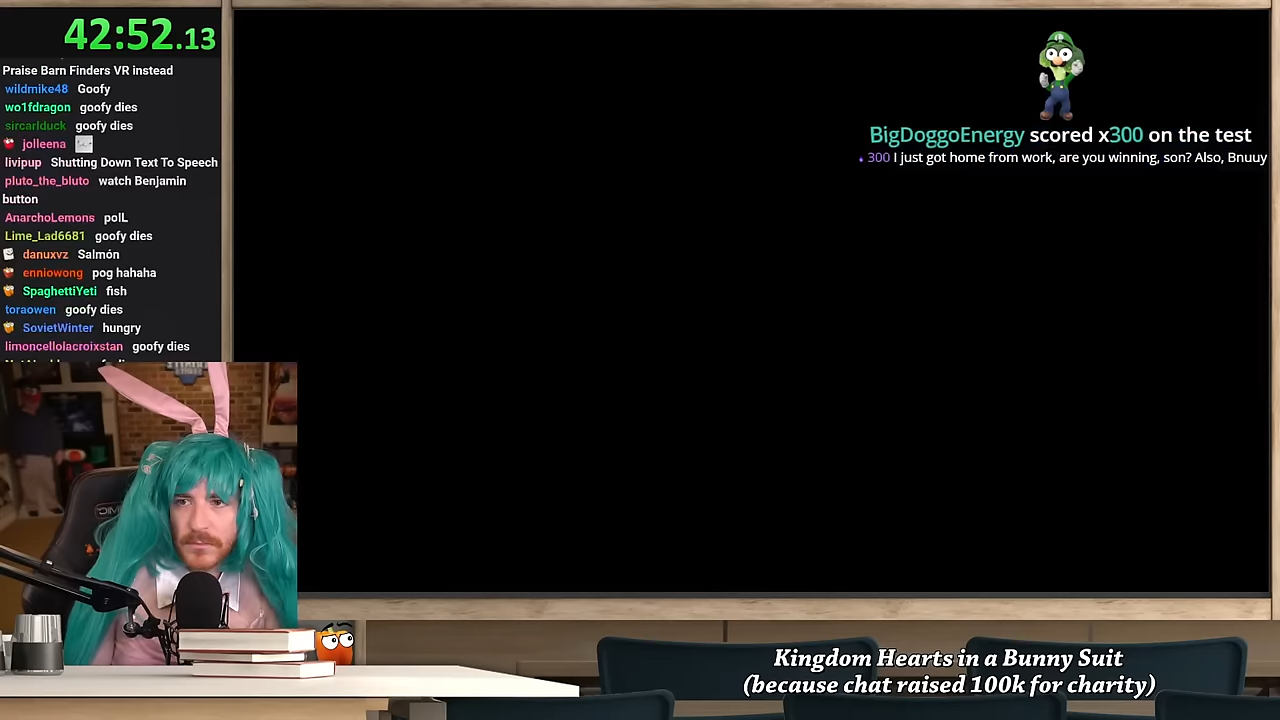 42:52.13
Praise Barn Finders VR instead
wildmike48 Goofy
wo1fdragon goofy dies
sircarlduck goofy dies
jolleena
livipup Shutting Down Text To Speech
pluto_the_bluto watch Benjamin
button
AnarchoLemons poIL
Lime_Lad6681 goofy dies
danuxvz Salmón
enniowong pog hahaha
SpaghettiYeti fish
toraowen goofy dies
SovietWinter hungry
limoncellolacroixstan goofy dies
BigDoggoEnergy scored x300 on the test
300 I just got home from work, are you winning, son? Also, Bnuuy
Kingdom Hearts in a Bunny Suit
(because chat raised 100k for charity)